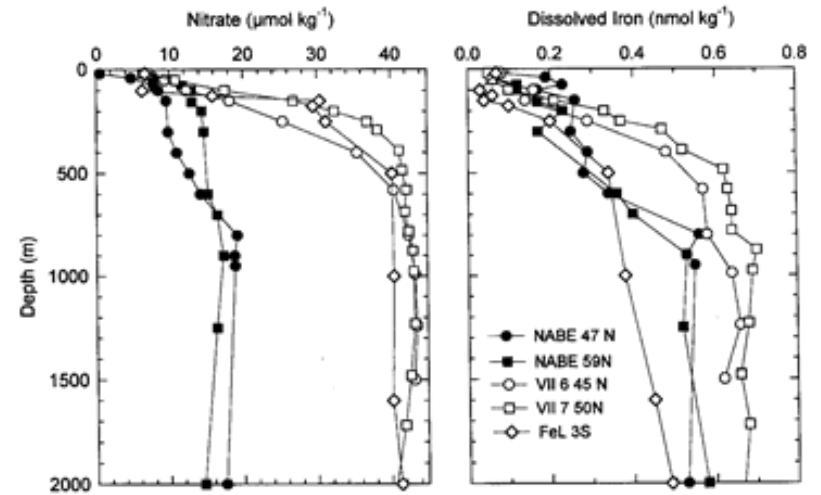 Nitrate (µmol kg⁻¹)
Dissolved Iron (nmol kg⁻¹)
0 10 20 30 40
0.0 0.2 0.4 0.6 0.8
0
500
1000
1500
2000
Depth (m)
NABE 47 N
NABE 59N
VII 6 45 N
VII 7 50N
FeL 3S